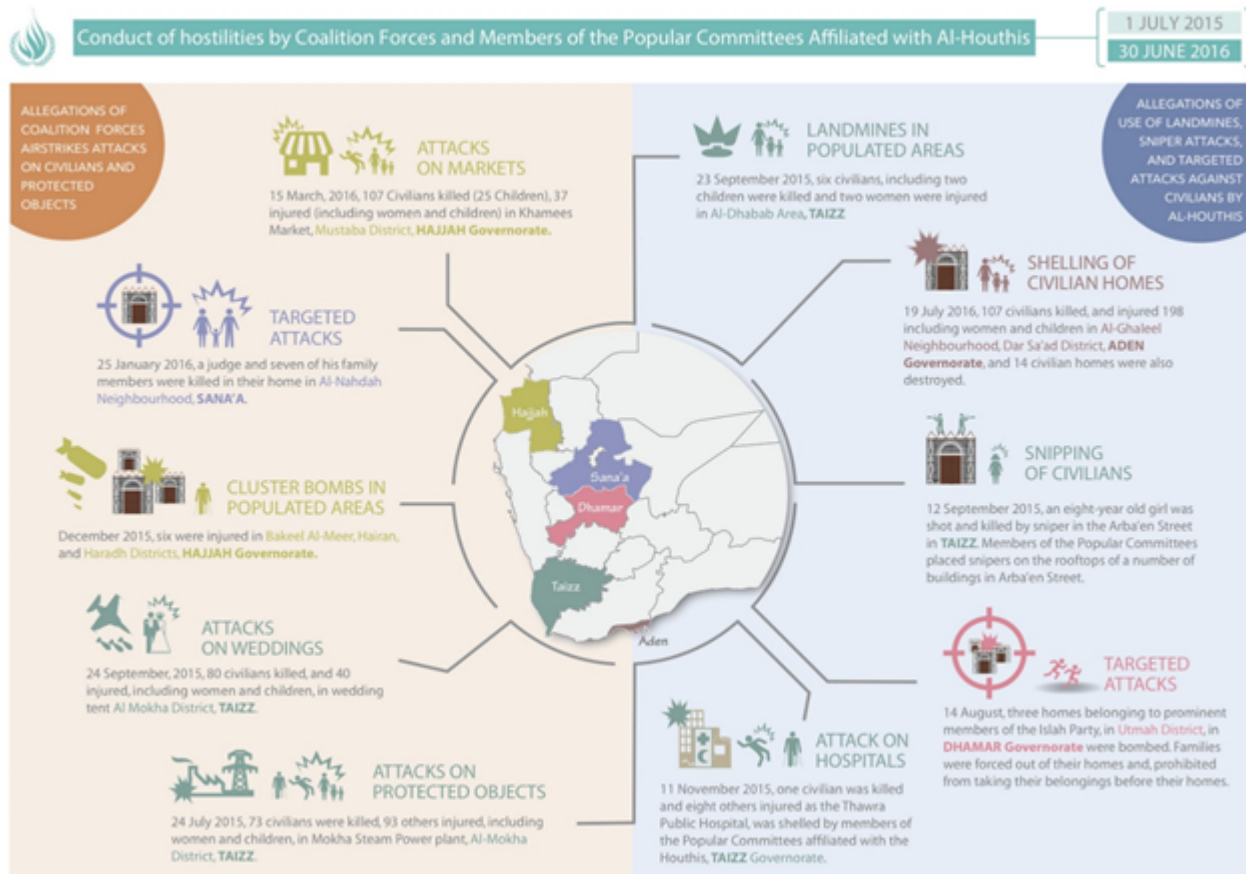 Conduct of hostilities by Coalition Forces and Members of the Popular Committees Affiliated with Al-Houthis
1 JULY 2015
30 JUNE 2016
ALLEGATIONS OF
COALITION FORCES
AIRSTRIKES ATTACKS
ON CIVILIANS AND
PROTECTED
OBJECTS
ATTACKS
ON MARKETS
15 March, 2016, 107 Civilians killed (25 Children), 37
injured (including women and children) in Khamees
Market, Mustaba District, HAJJAH Governorate.
TARGETED
ATTACKS
25 January 2016, a judge and seven of his family
members were killed in their home in Al-Nahdah
Neighbourhood, SANA'A.
CLUSTER BOMBS IN
POPULATED AREAS
December 2015, six were injured in Bakeel Al-Meer, Hairan,
and Haradh Districts, HAJJAH Governorate.
ATTACKS
ON WEDDINGS
24 September, 2015, 80 civilians killed, and 40
injured, including women and children, in wedding
tent Al Mokha District, TAIZZ.
ATTACKS ON
PROTECTED OBJECTS
24 July 2015, 73 civilians were killed, 93 others injured, including
women and children, in Mokha Steam Power plant, Al-Mokha
District, TAIZZ.
Hajjah
Sana'a
Dhamar
Taizz
Aden
ALLEGATIONS OF
USE OF LANDMINES,
SNIPER ATTACKS,
AND TARGETED
ATTACKS AGAINST
CIVILIANS BY
AL-HOUTHIS
LANDMINES IN
POPULATED AREAS
23 September 2015, six civilians, including two
children were killed and two women were injured
in Al-Dhabab Area, TAIZZ
SHELLING OF
CIVILIAN HOMES
19 July 2016, 107 civilians killed, and injured 198
including women and children in Al-Ghaleel
Neighbourhood, Dar Sa'ad District, ADEN
Governorate, and 14 civilian homes were also
destroyed.
SNIPPING
OF CIVILIANS
12 September 2015, an eight-year old girl was
shot and killed by sniper in the Arba'en Street
in TAIZZ. Members of the Popular Committees
placed snipers on the rooftops of a number of
buildings in Arba'en Street.
TARGETED
ATTACKS
14 August, three homes belonging to prominent
members of the Islah Party, in Utmah District, in
DHAMAR Governorate were bombed. Families
were forced out of their homes and, prohibited
from taking their belongings before their homes.
ATTACK ON
HOSPITALS
11 November 2015, one civilian was killed
and eight others injured as the Thawra
Public Hospital, was shelled by members of
the Popular Committees affiliated with the
Houthis, TAIZZ Governorate.